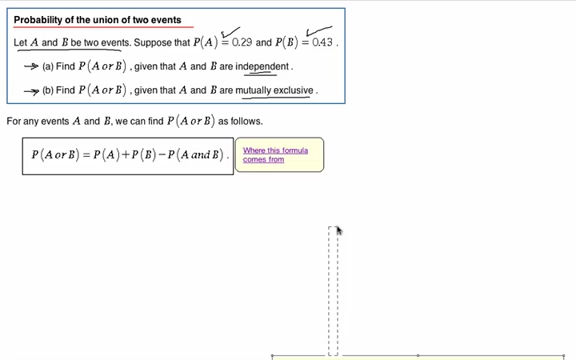 Probability of the union of two events
Let A and B be two events. Suppose that P(A) = 0.29 and P(B) = 0.43 .
(a) Find P(A or B) , given that A and B are independent .
(b) Find P(A or B) , given that A and B are mutually exclusive .
For any events A and B, we can find P(A or B) as follows.
P(A or B) = P(A)+P(B)−P(A and B) .
Where this formula
comes from